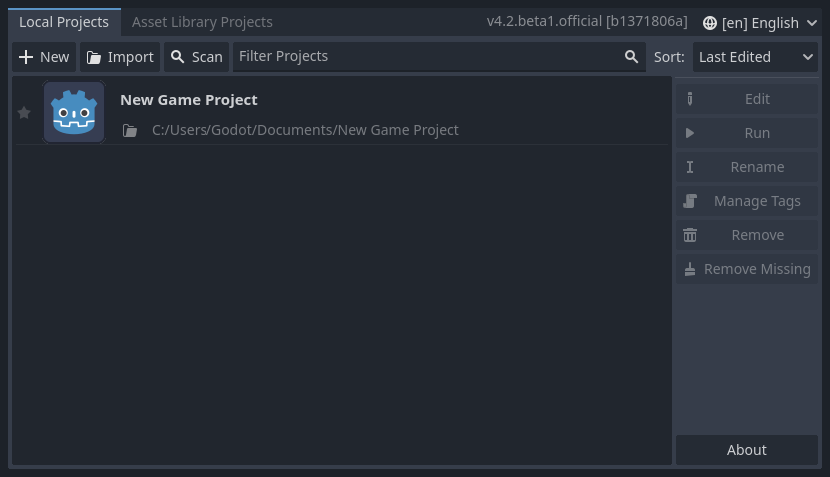 Local Projects
Asset Library Projects
v4.2.beta1.official [b1371806a]
[en] English
New
Import
Scan
Filter Projects
Sort:
Last Edited
New Game Project
C:/Users/Godot/Documents/New Game Project
Edit
Run
Rename
Manage Tags
Remove
Remove Missing
About